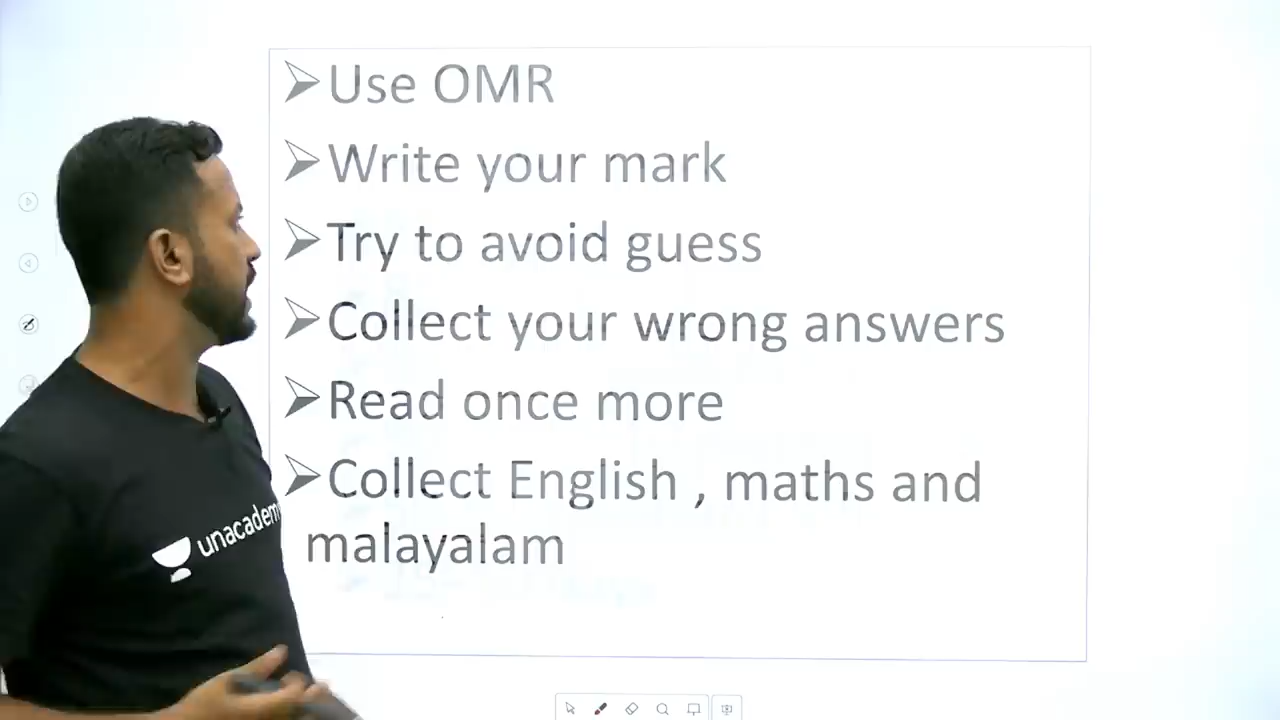 Use OMR
Write your mark
Try to avoid guess
Collect your wrong answers
Read once more
Collect English , maths and
malayalam
unacademy